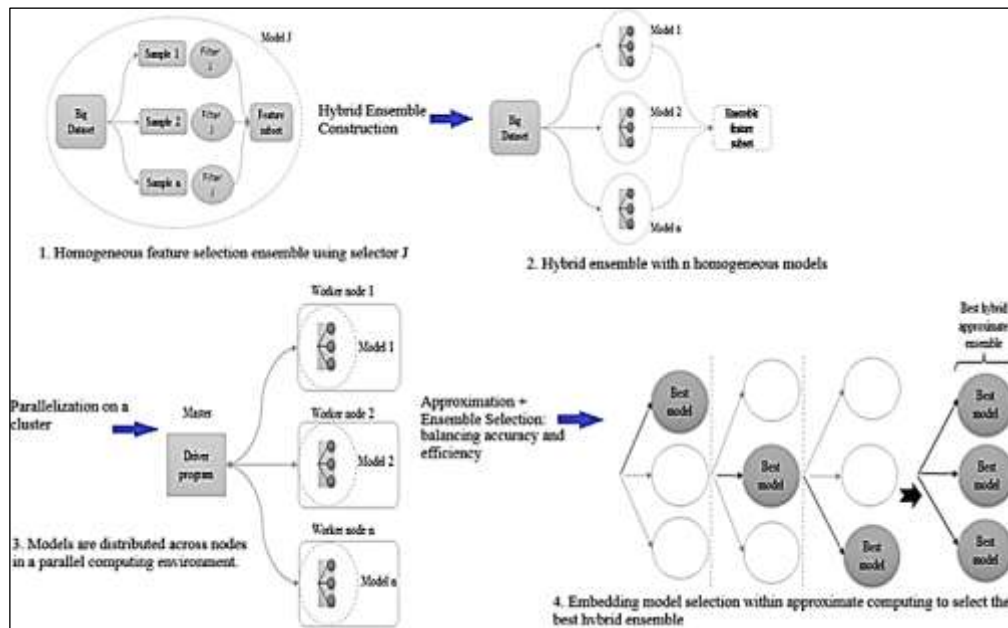 Model J
Sample 1
Filter
J
Big
Dataset
Sample 2
Filter
J
Feature
subset
Sample n
Filter
J
1. Homogeneous feature selection ensemble using selector J
Hybrid Ensemble
Construction
Model 1
Big
Dataset
Model 2
Ensemble
feature
subset
Model n
2. Hybrid ensemble with n homogeneous models
Parallelization on a
cluster
Master
Driver
program
Worker node 1
Model 1
Worker node 2
Model 2
Worker node n
Model n
3. Models are distributed across nodes
in a parallel computing environment.
Approximation +
Ensemble Selection:
balancing accuracy and
efficiency
Best
model
Best
model
Best
model
Best hybrid
approximate
ensemble
Best
model
Best
model
Best
model
4. Embedding model selection within approximate computing to select the
best hybrid ensemble